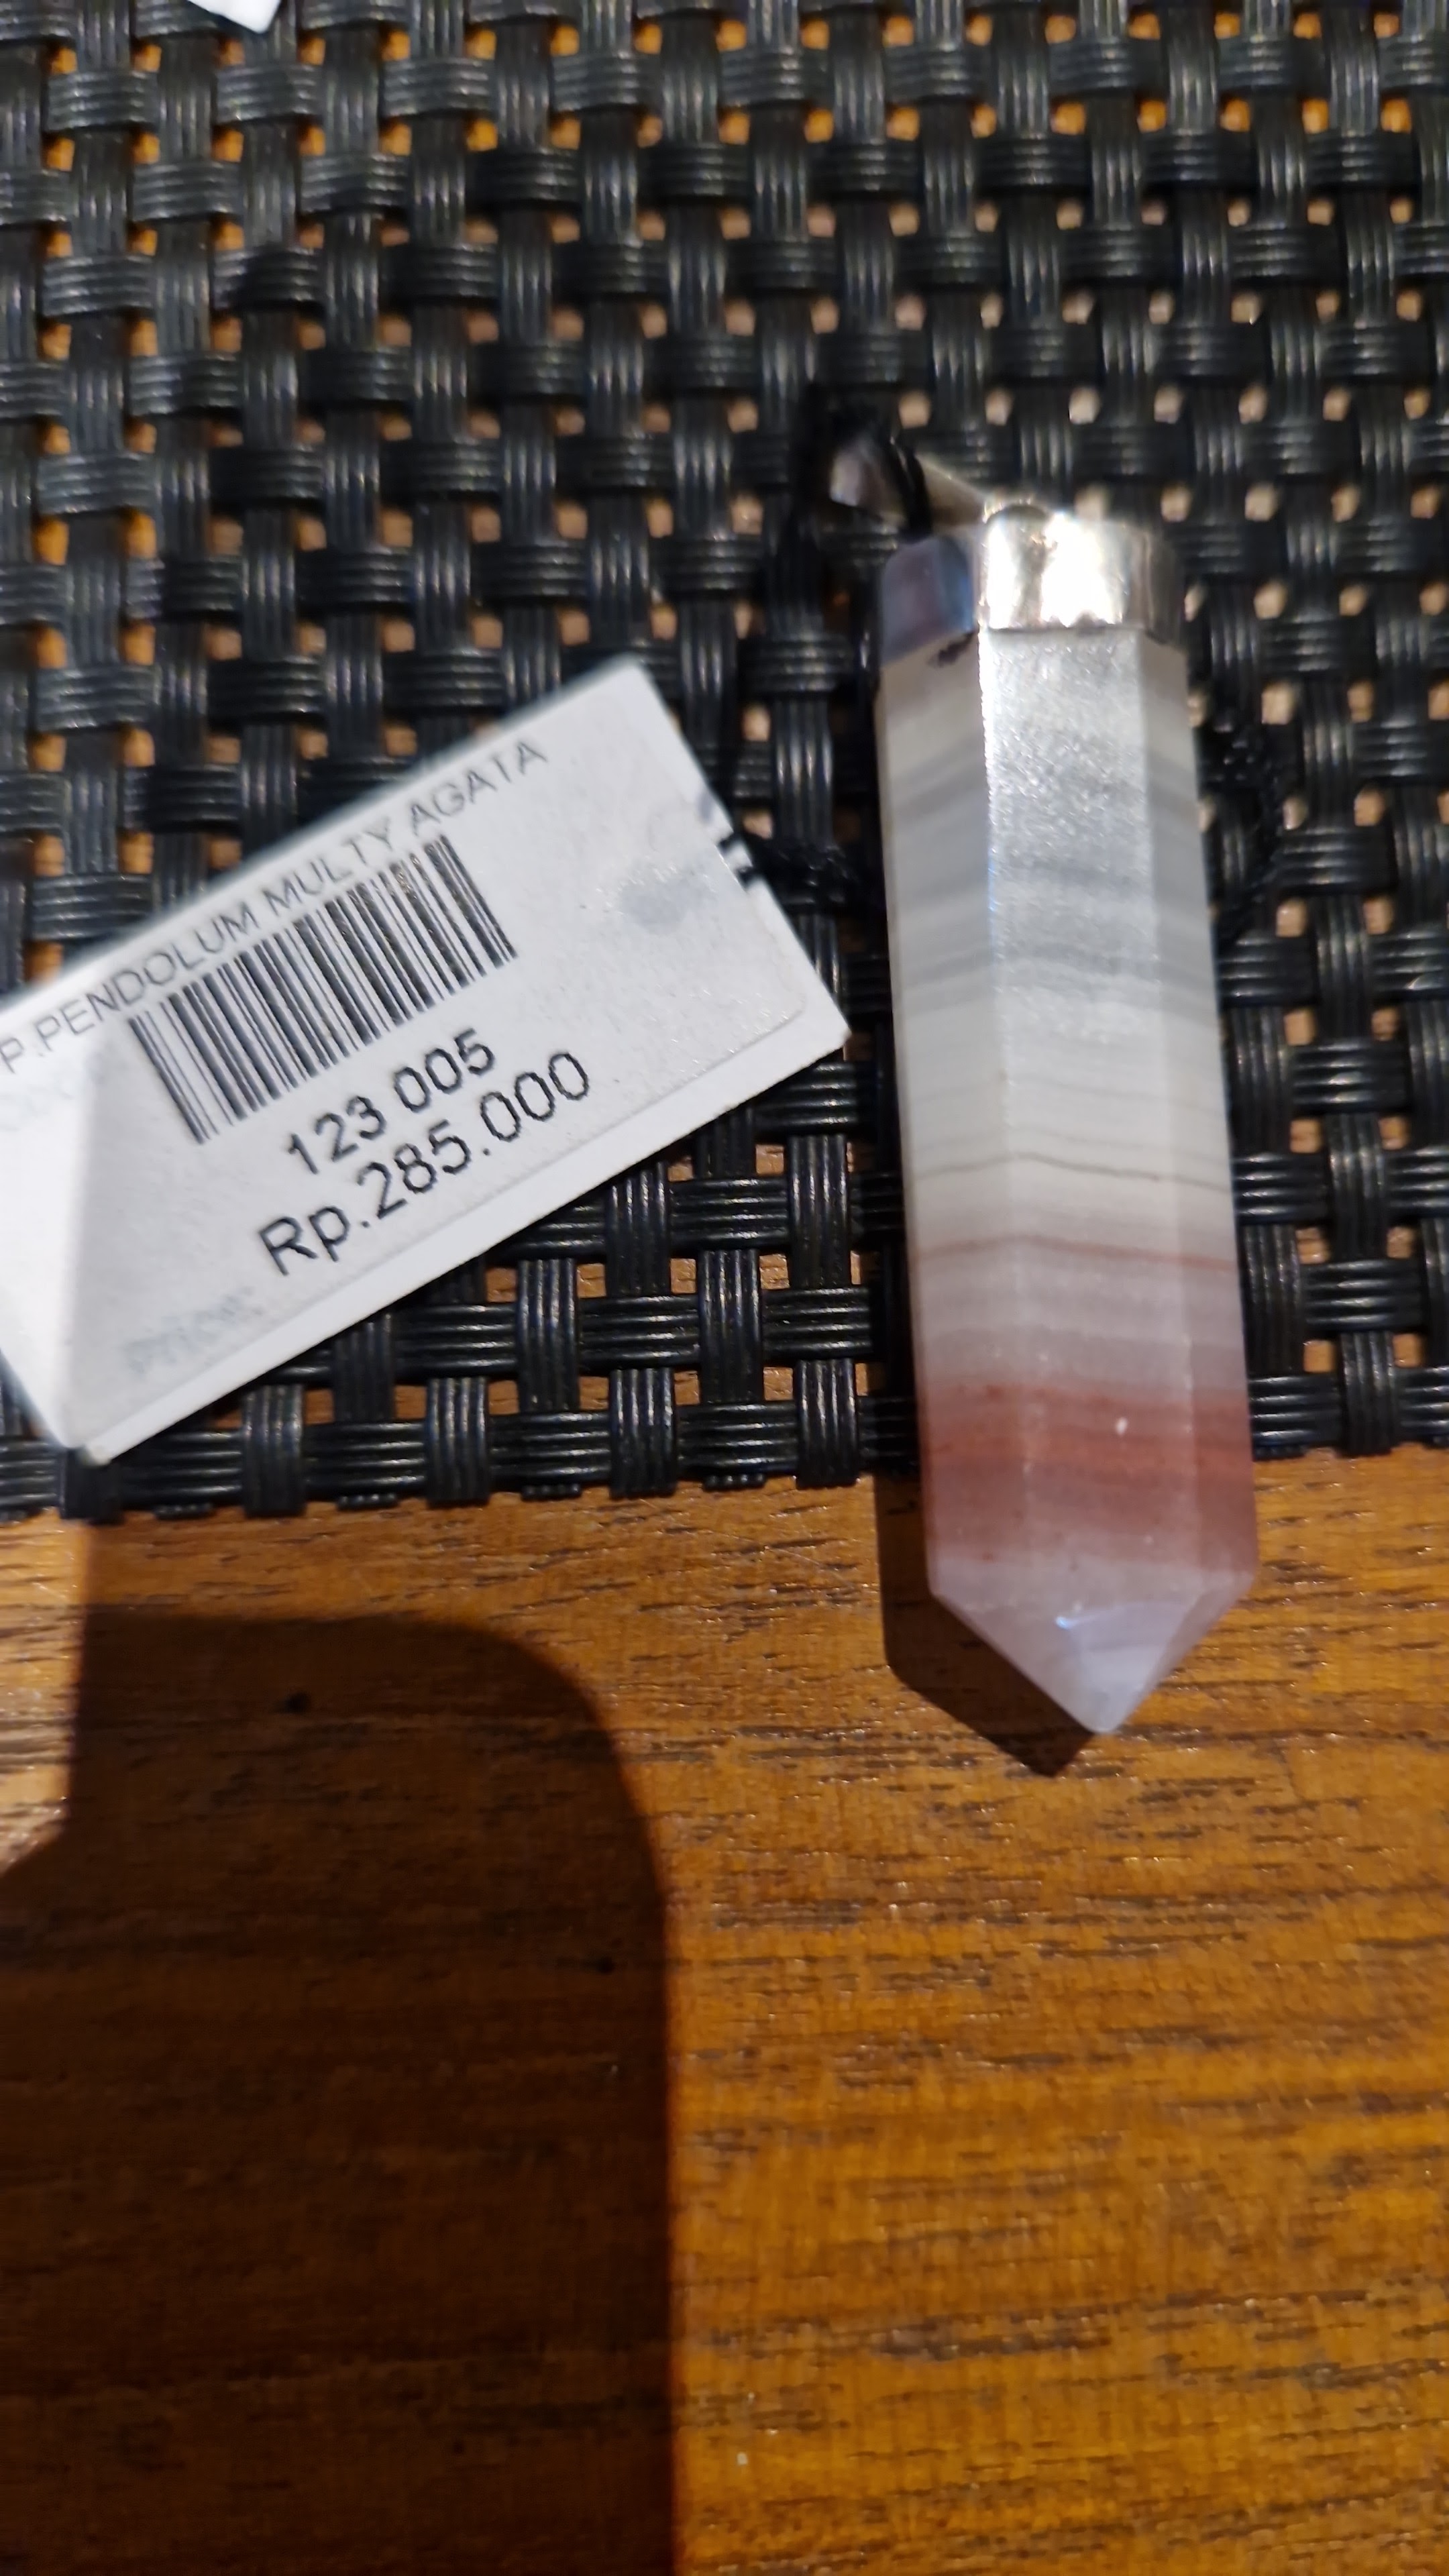 P.PENDOLUM MULTY AGATA
123 005
Rp.285.000